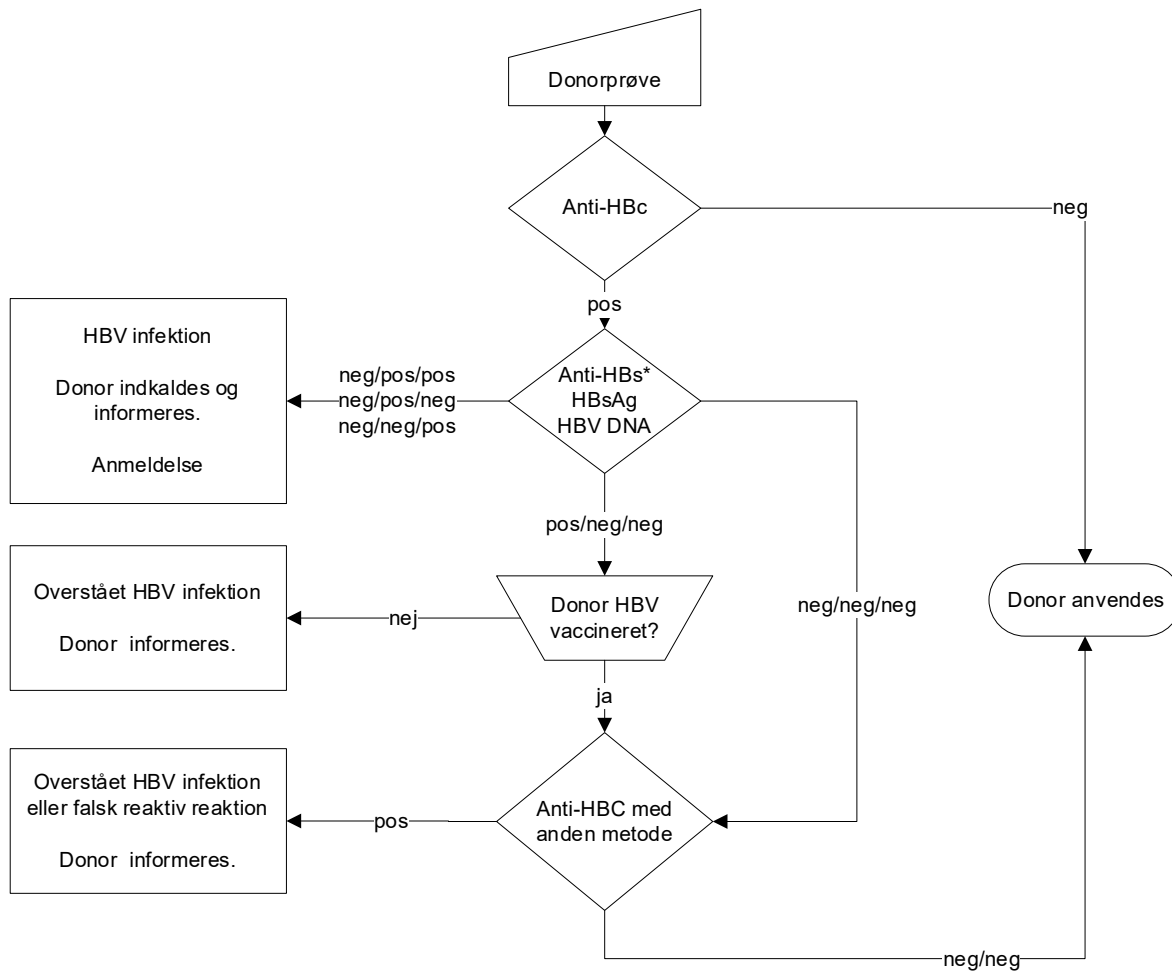 Donorprøve
Anti-HBc
neg
pos
HBV infektion
Donor indkaldes og
informeres.
Anmeldelse
neg/pos/pos
neg/pos/neg
neg/neg/pos
Anti-HBs*
HBsAg
HBV DNA
pos/neg/neg
Overstået HBV infektion
Donor informeres.
nej
Donor HBV
vaccineret?
neg/neg/neg
Donor anvendes
ja
Overstået HBV infektion
eller falsk reaktiv reaktion
Donor informeres.
pos
Anti-HBC med
anden metode
neg/neg